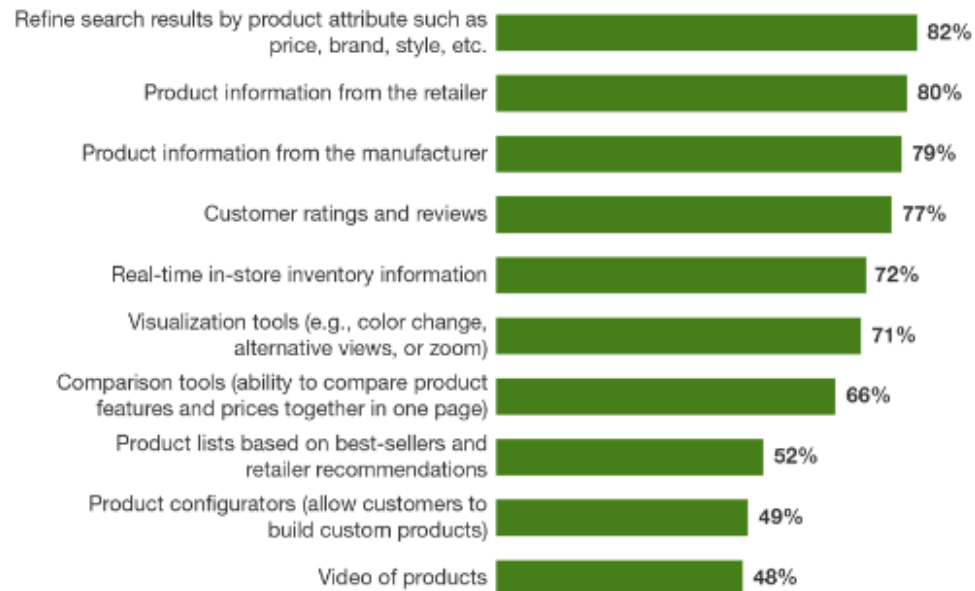 Refine search results by product attribute such as
price, brand, style, etc.
82%
Product information from the retailer
80%
Product information from the manufacturer
79%
Customer ratings and reviews
77%
Real-time in-store inventory information
72%
Visualization tools (e.g., color change,
alternative views, or zoom)
71%
Comparison tools (ability to compare product
features and prices together in one page)
66%
Product lists based on best-sellers and
retailer recommendations
52%
Product configurators (allow customers to
build custom products)
49%
Video of products
48%